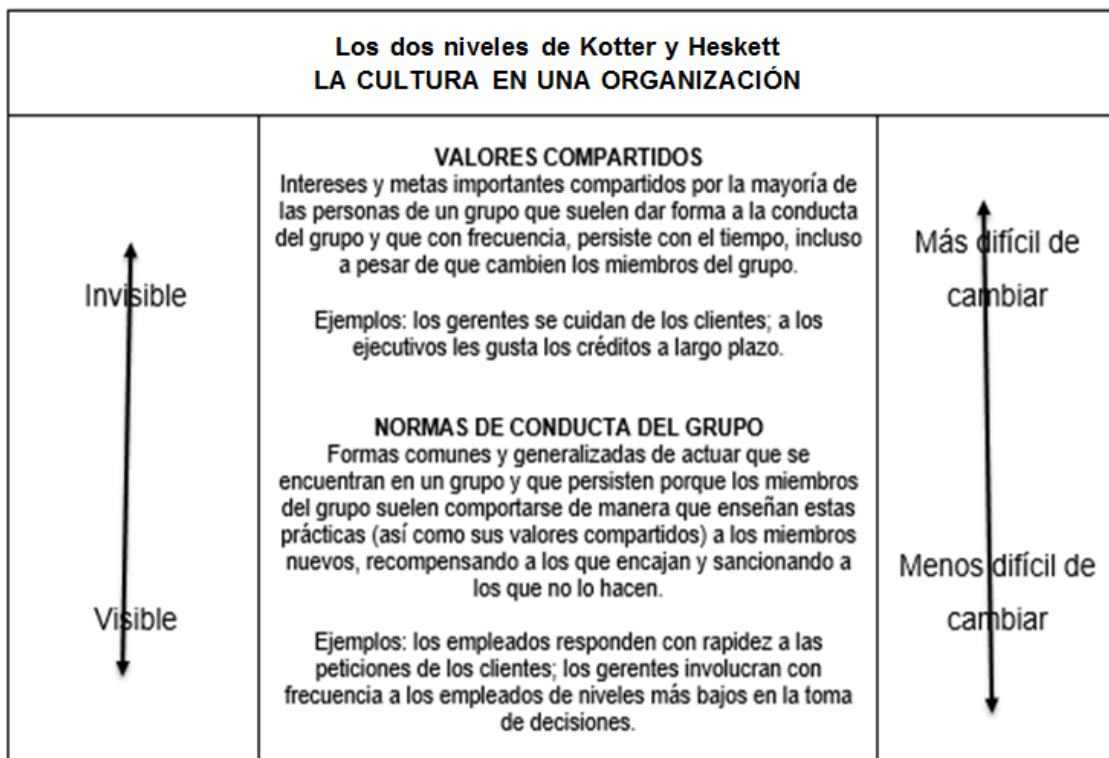 Los dos niveles de Kotter y Heskett
LA CULTURA EN UNA ORGANIZACIÓN
Invisible
Visible
VALORES COMPARTIDOS
Intereses y metas importantes compartidos por la mayoría de
las personas de un grupo que suelen dar forma a la conducta
del grupo y que con frecuencia, persiste con el tiempo, incluso
a pesar de que cambien los miembros del grupo.
Ejemplos: los gerentes se cuidan de los clientes; a los
ejecutivos les gusta los créditos a largo plazo.
NORMAS DE CONDUCTA DEL GRUPO
Formas comunes y generalizadas de actuar que se
encuentran en un grupo y que persisten porque los miembros
del grupo suelen comportarse de manera que enseñan estas
prácticas (así como sus valores compartidos) a los miembros
nuevos, recompensando a los que encajan y sancionando a
los que no lo hacen.
Ejemplos: los empleados responden con rapidez a las
peticiones de los clientes; los gerentes involucran con
frecuencia a los empleados de niveles más bajos en la toma
de decisiones.
Más difícil de
cambiar
Menos difícil de
cambiar